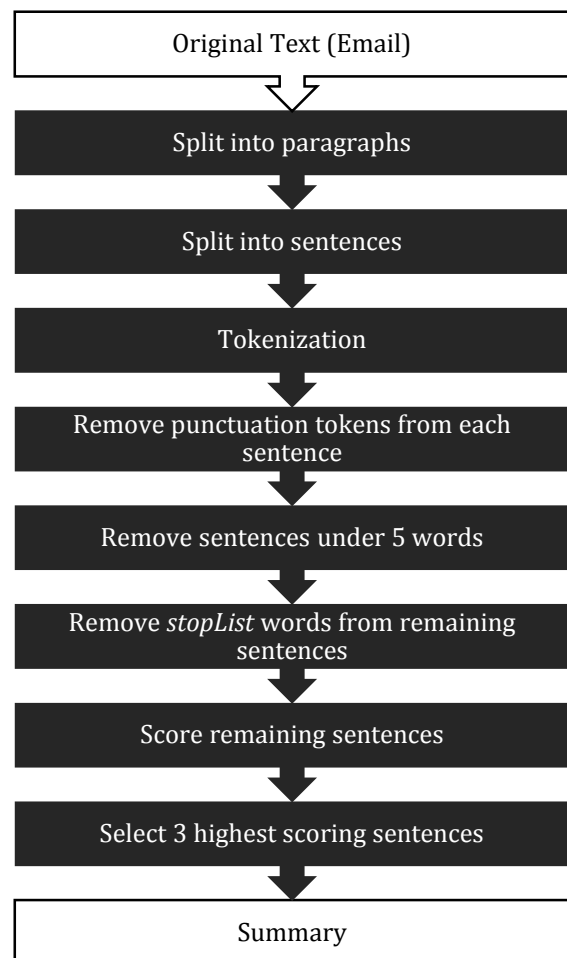 Original Text (Email)
Split into paragraphs
Split into sentences
Tokenization
Remove punctuation tokens from each
sentence
Remove sentences under 5 words
Remove stopList words from remaining
sentences
Score remaining sentences
Select 3 highest scoring sentences
Summary